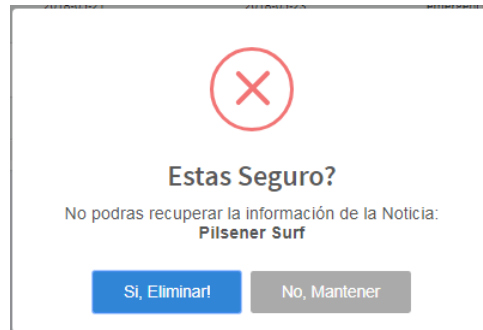 Estas Seguro?
No podras recuperar la información de la Noticia:
Pilsener Surf
Si, Eliminar!
No, Mantener